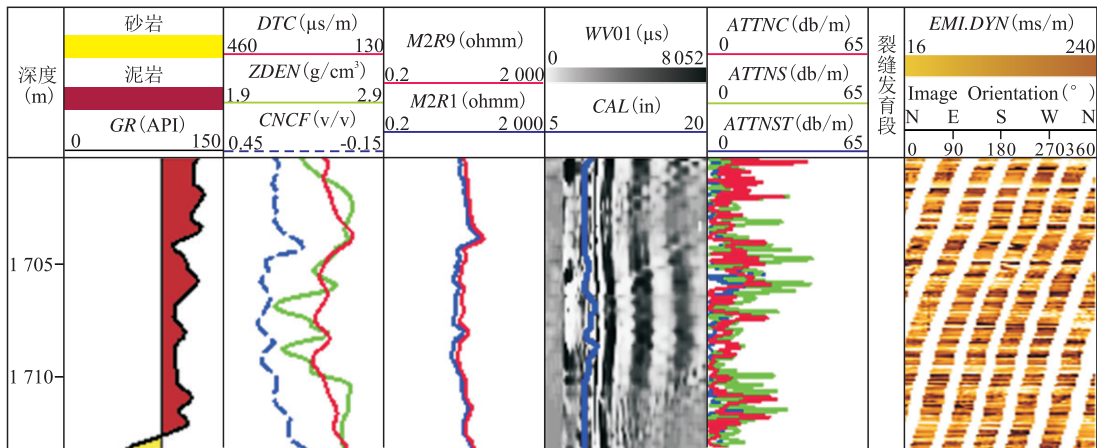 深度
(m)
砂岩
泥岩
GR (API)
0 150
DTC (μs/m)
460 130
ZDEN (g/cm³)
1.9 2.9
CNCF (v/v)
0.45 -0.15
M2R9 (ohmm)
0.2 2 000
M2R1 (ohmm)
0.2 2 000
WV01 (μs)
0 8 052
CAL (in)
5 20
ATTNC (db/m)
0 65
ATTNS (db/m)
0 65
ATTNST (db/m)
0 65
裂缝发育段
EMI.DYN (ms/m)
16 240
Image Orientation (°)
N E S W N
0 90 180 270 360
1 705
1 710